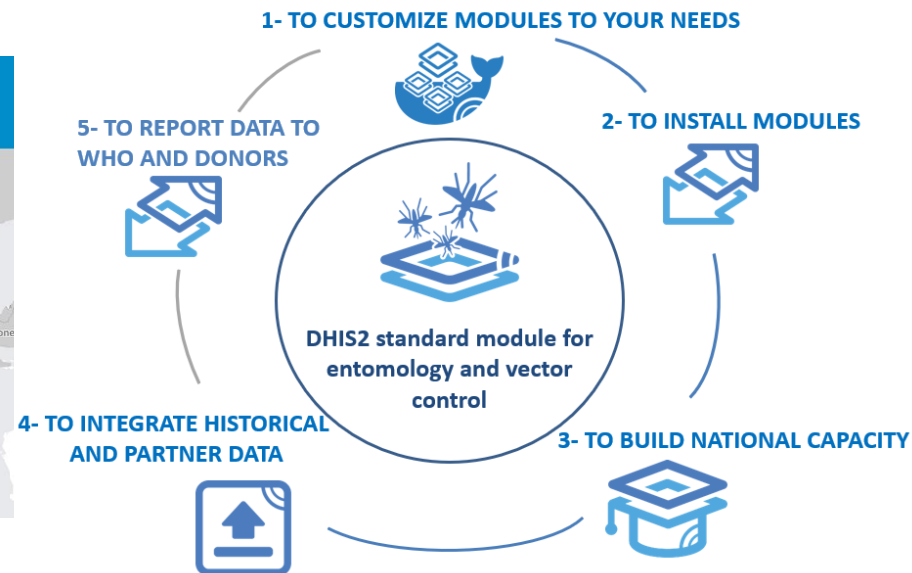 1- TO CUSTOMIZE MODULES TO YOUR NEEDS
2- TO INSTALL MODULES
5- TO REPORT DATA TO
WHO AND DONORS
DHIS2 standard module for
entomology and vector
control
4- TO INTEGRATE HISTORICAL
AND PARTNER DATA
3- TO BUILD NATIONAL CAPACITY